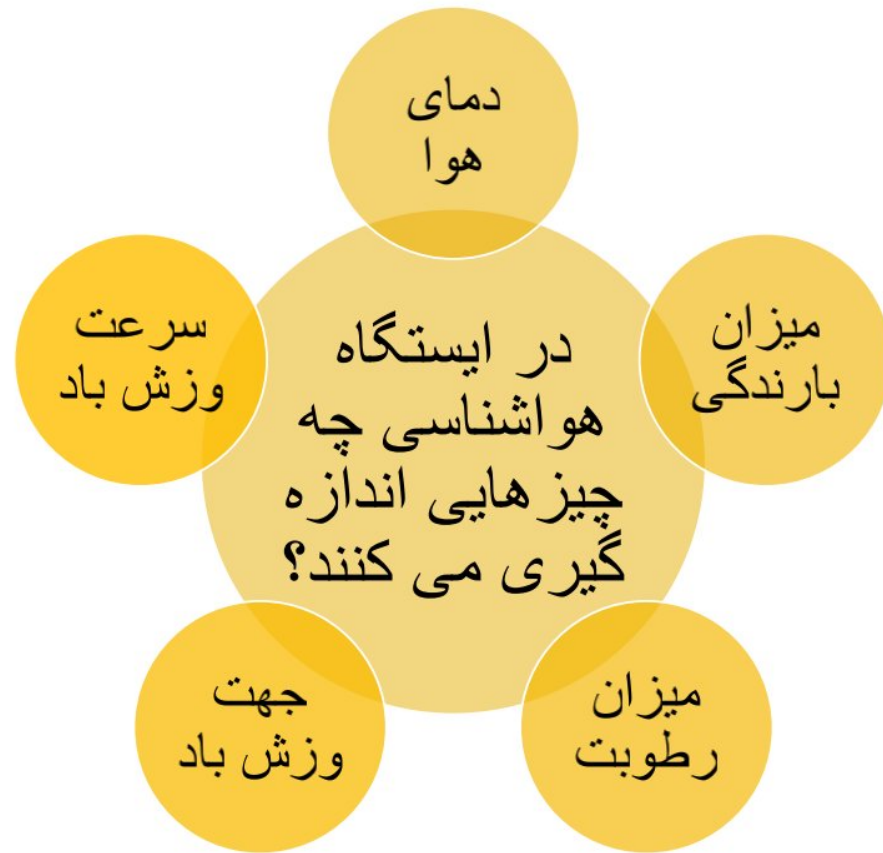 دمای
هوا
میزان
بارندگی
میزان
رطوبت
جهت
وزش باد
سرعت
وزش باد
در ایستگاه
هواشناسی چه
چیزهایی اندازه
گیری می کنند؟